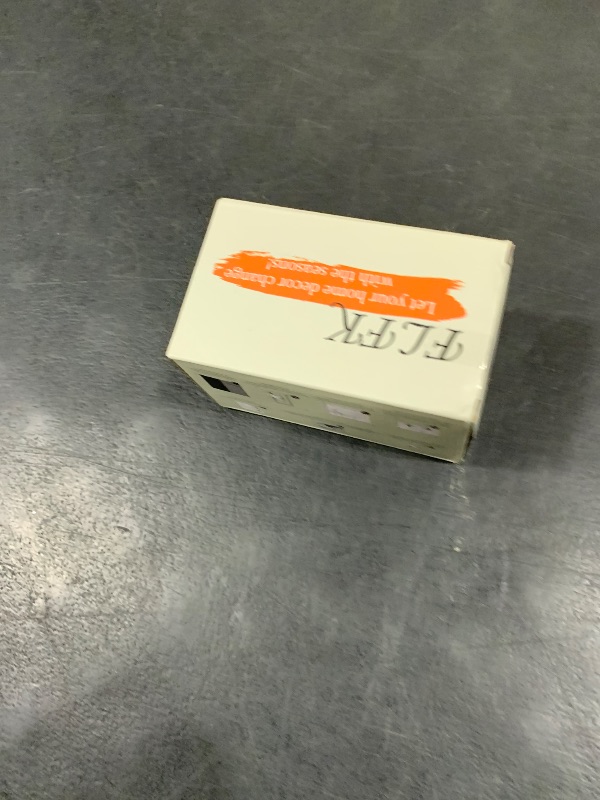 FLFK
Let your home decor change
with the seasons!